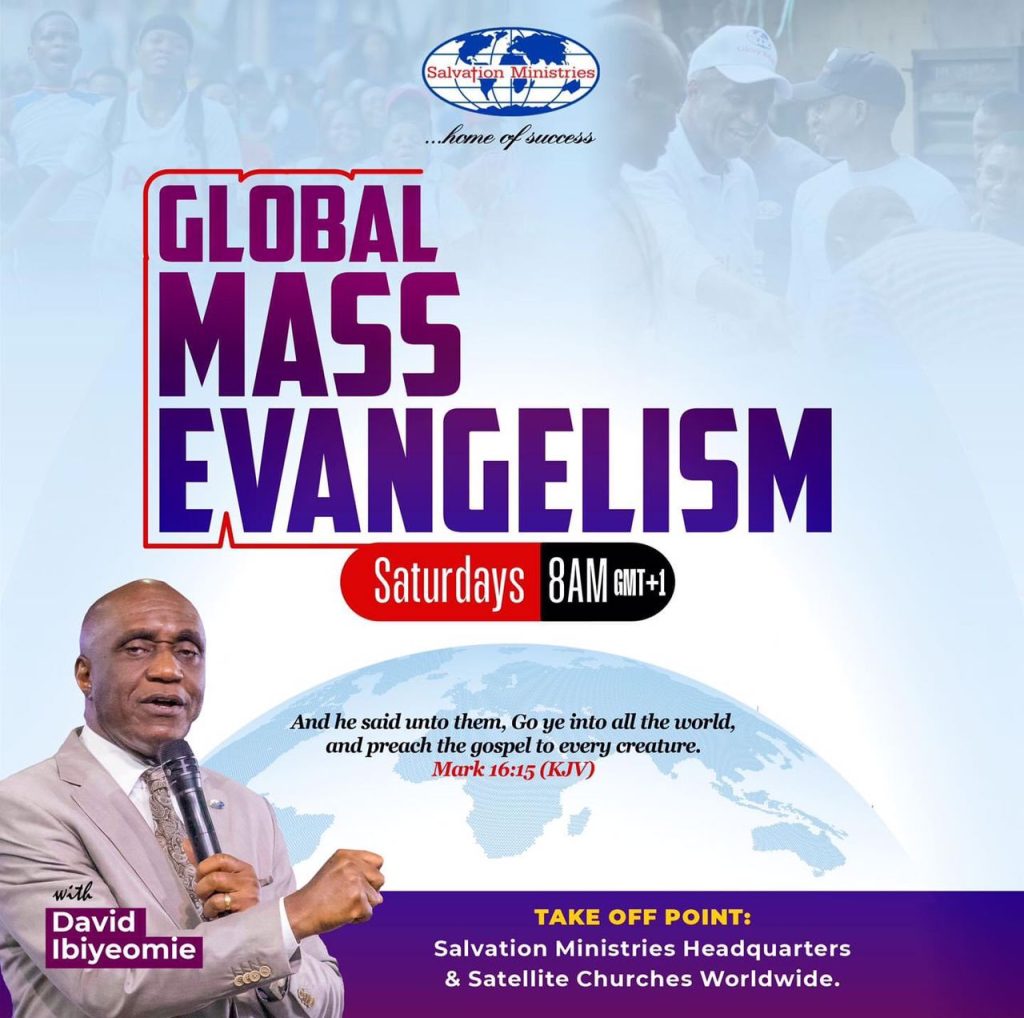 Salvation Ministries
...home of success
GLOBAL
MASS
EVANGELISM
Saturdays 8AM GMT+1
And he said unto them, Go ye into all the world,
and preach the gospel to every creature.
Mark 16:15 (KJV)
with
David
Ibiyeomie
TAKE OFF POINT:
Salvation Ministries Headquarters
& Satellite Churches Worldwide.